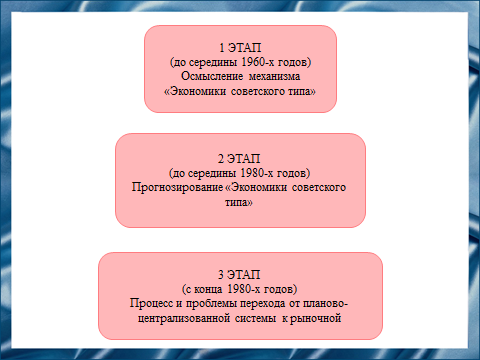 1 ЭТАП
(до середины 1960-х годов)
Осмысление механизма
«Экономики советского типа»
2 ЭТАП
(до середины 1980-х годов)
Прогнозирование «Экономики советского
типа»
3 ЭТАП
(с конца 1980-х годов)
Процесс и проблемы перехода от планово-
централизованной системы к рыночной